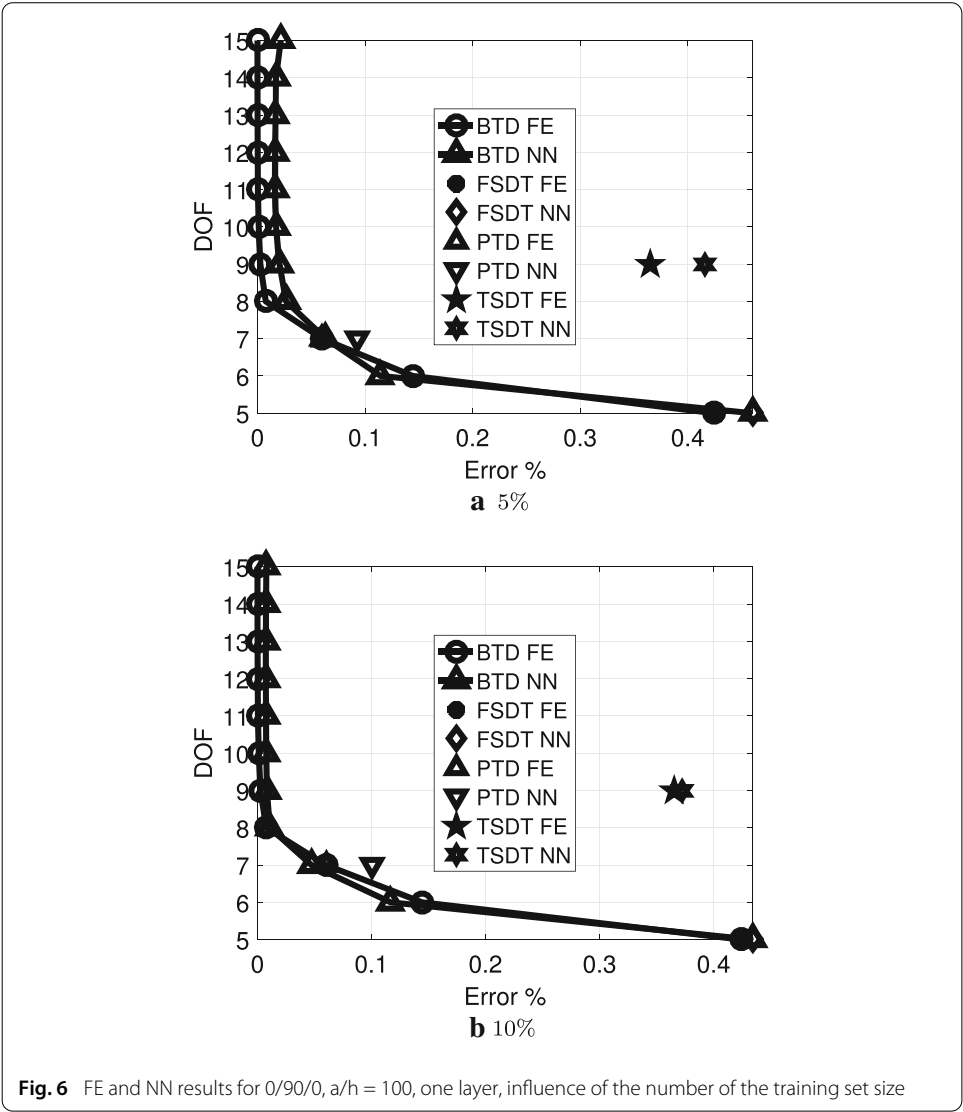 15
14
13
12
11
10
9
8
7
6
5
DOF
0
0.1
0.2
0.3
0.4
Error %
BTD FE
BTD NN
FSDT FE
FSDT NN
PTD FE
PTD NN
TSDT FE
TSDT NN
a 5%
15
14
13
12
11
10
9
8
7
6
5
DOF
0
0.1
0.2
0.3
0.4
Error %
BTD FE
BTD NN
FSDT FE
FSDT NN
PTD FE
PTD NN
TSDT FE
TSDT NN
b 10%
Fig. 6 FE and NN results for 0/90/0, a/h = 100, one layer, influence of the number of the training set size